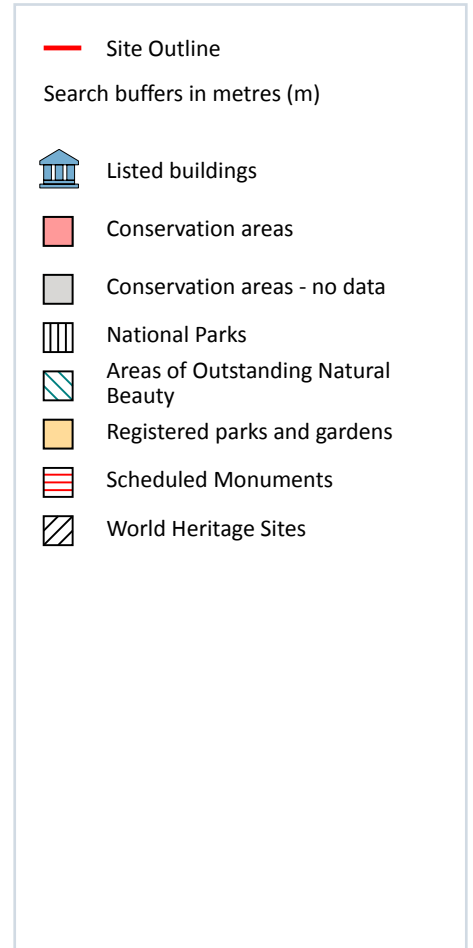 Site Outline
Search buffers in metres (m)
Listed buildings
Conservation areas
Conservation areas - no data
National Parks
Areas of Outstanding Natural
Beauty
Registered parks and gardens
Scheduled Monuments
World Heritage Sites